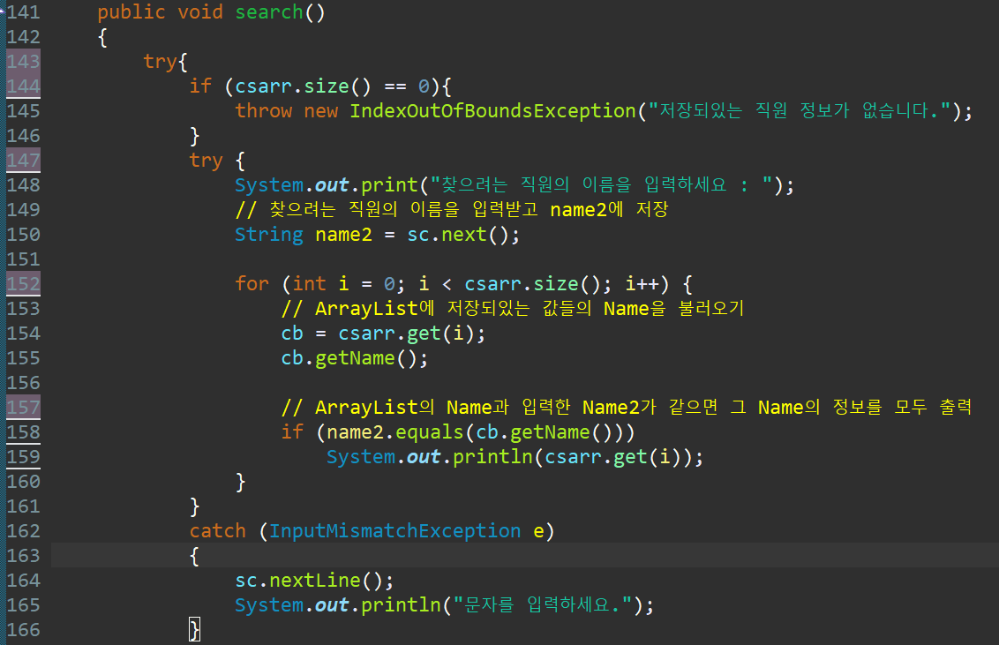 141 public void search()
142 {
143 try{
144 if (csarr.size() == 0){
145 throw new IndexOutOfBoundsException("저장되있는 직원 정보가 없습니다.");
146 }
147 try {
148 System.out.print("찾으려는 직원의 이름을 입력하세요 : ");
149 // 찾으려는 직원의 이름을 입력받고 name2에 저장
150 String name2 = sc.next();
151
152 for (int i = 0; i < csarr.size(); i++) {
153 // ArrayList에 저장되있는 값들의 Name을 불러오기
154 cb = csarr.get(i);
155 cb.getName();
156
157 // ArrayList의 Name과 입력한 Name2가 같으면 그 Name의 정보를 모두 출력
158 if (name2.equals(cb.getName()))
159 System.out.println(csarr.get(i));
160 }
161 }
162 catch (InputMismatchException e)
163 {
164 sc.nextLine();
165 System.out.println("문자를 입력하세요.");
166 }